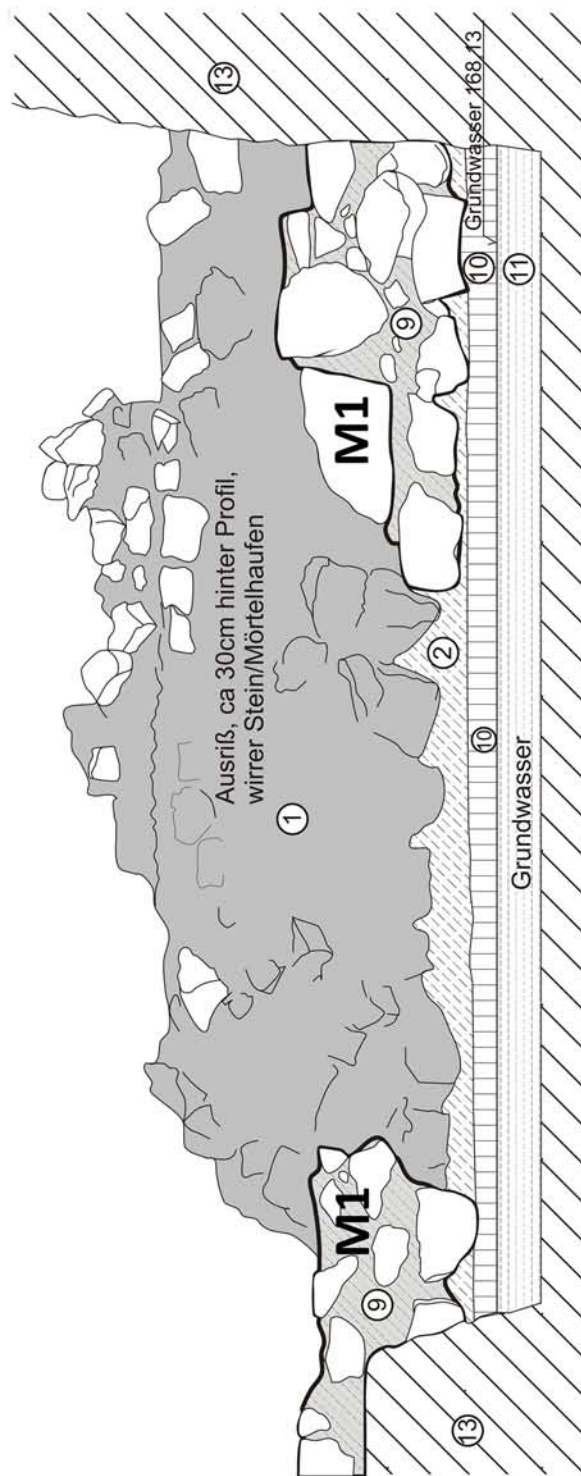 13
Grundwasser 168,13
10
11
9
M1
Ausriß, ca 30cm hinter Profil,
wirrer Stein/Mörtelhaufen
2
1
10
Grundwasser
M1
9
13